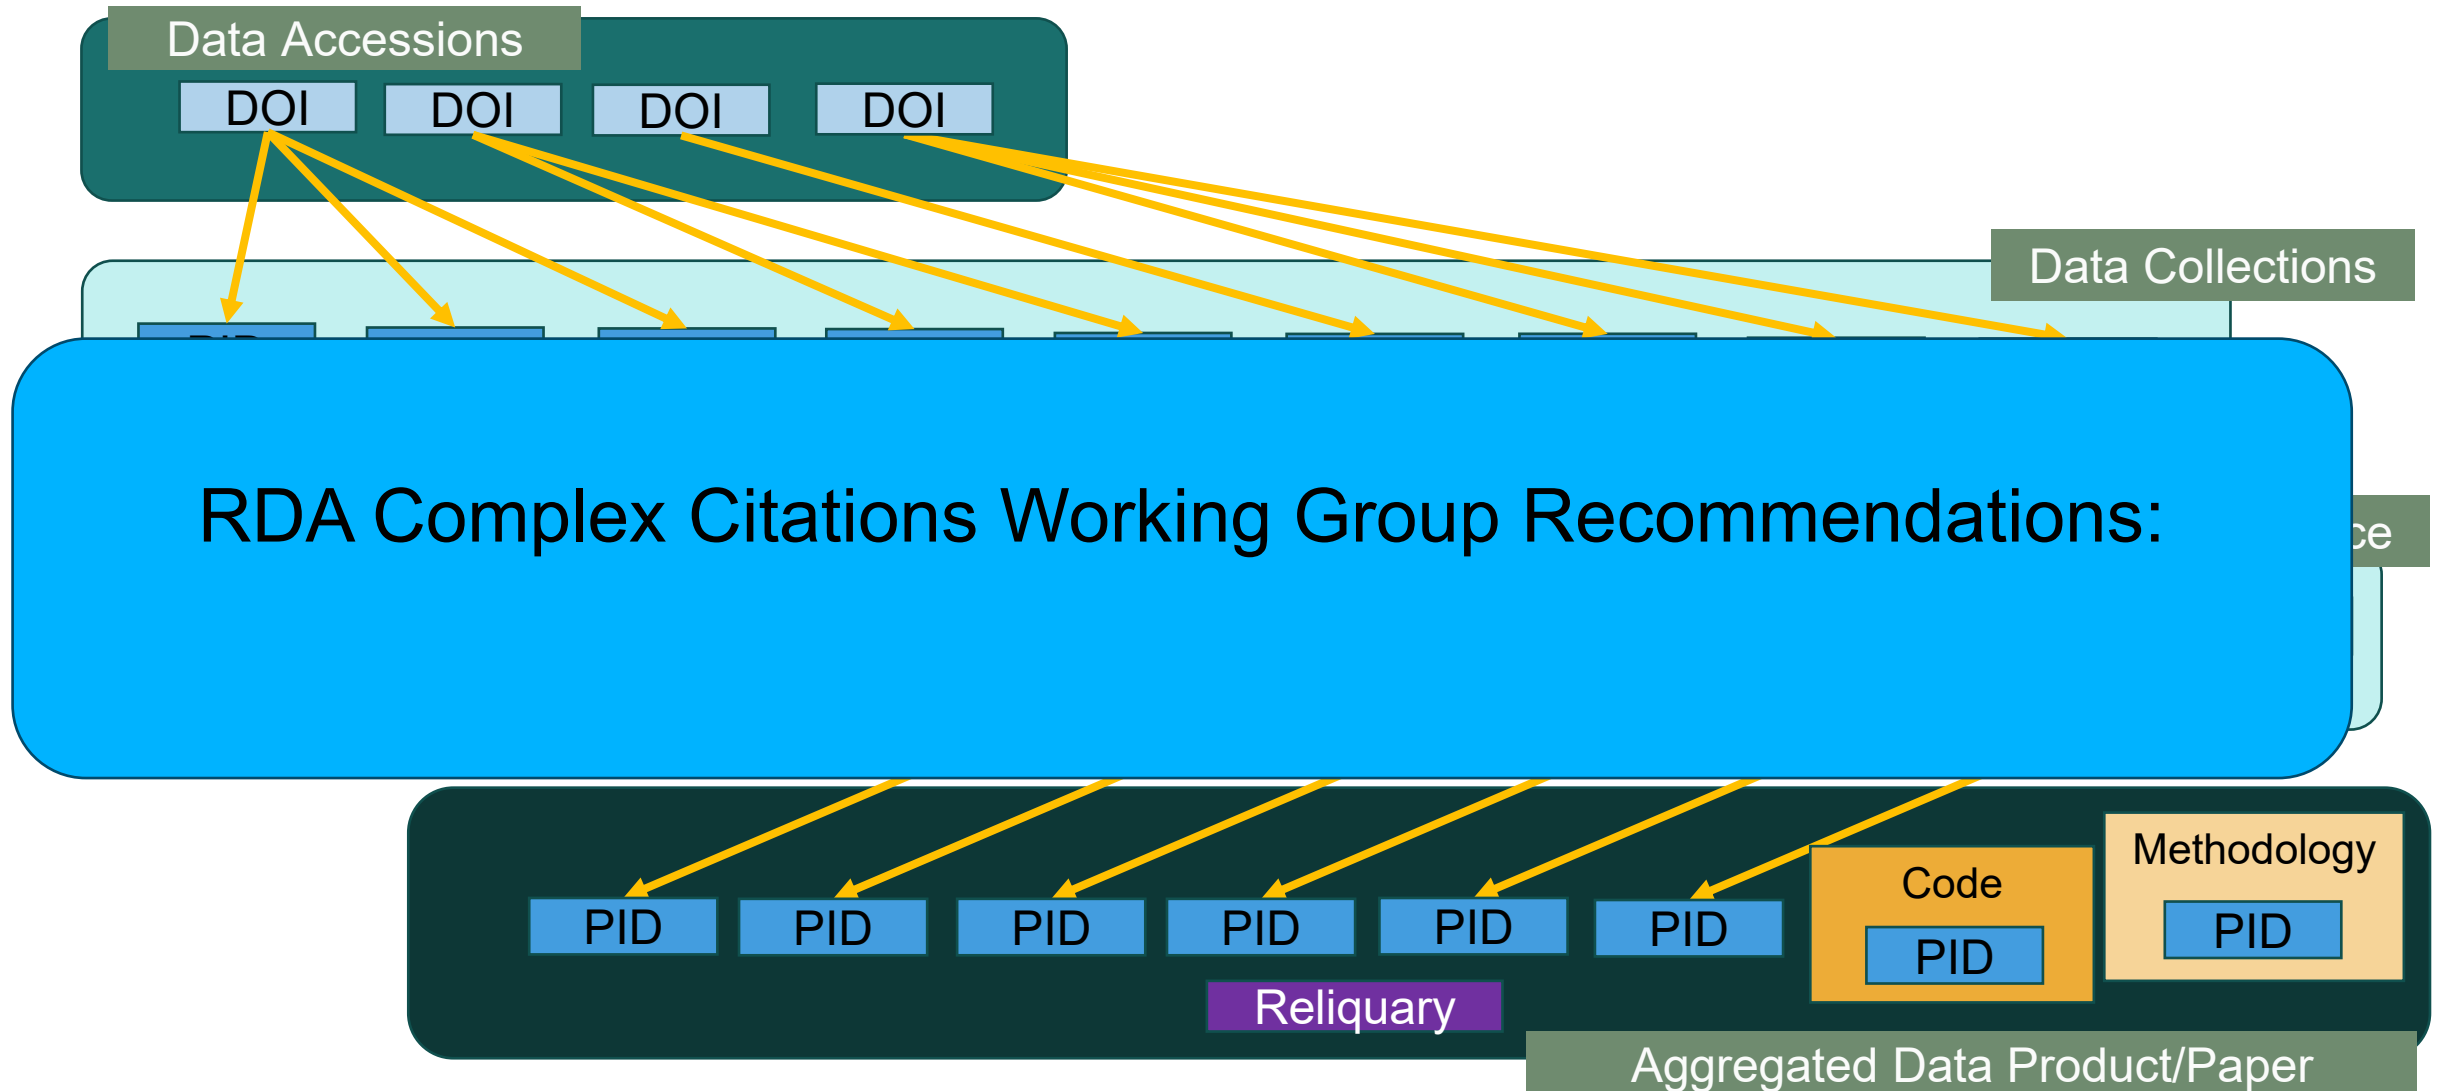 Data Accessions
DOI DOI DOI DOI
Data Collections
RDA Complex Citations Working Group Recommendations:
Methodology
Code
PID PID PID PID PID PID PID PID
Reliquary
Aggregated Data Product/Paper